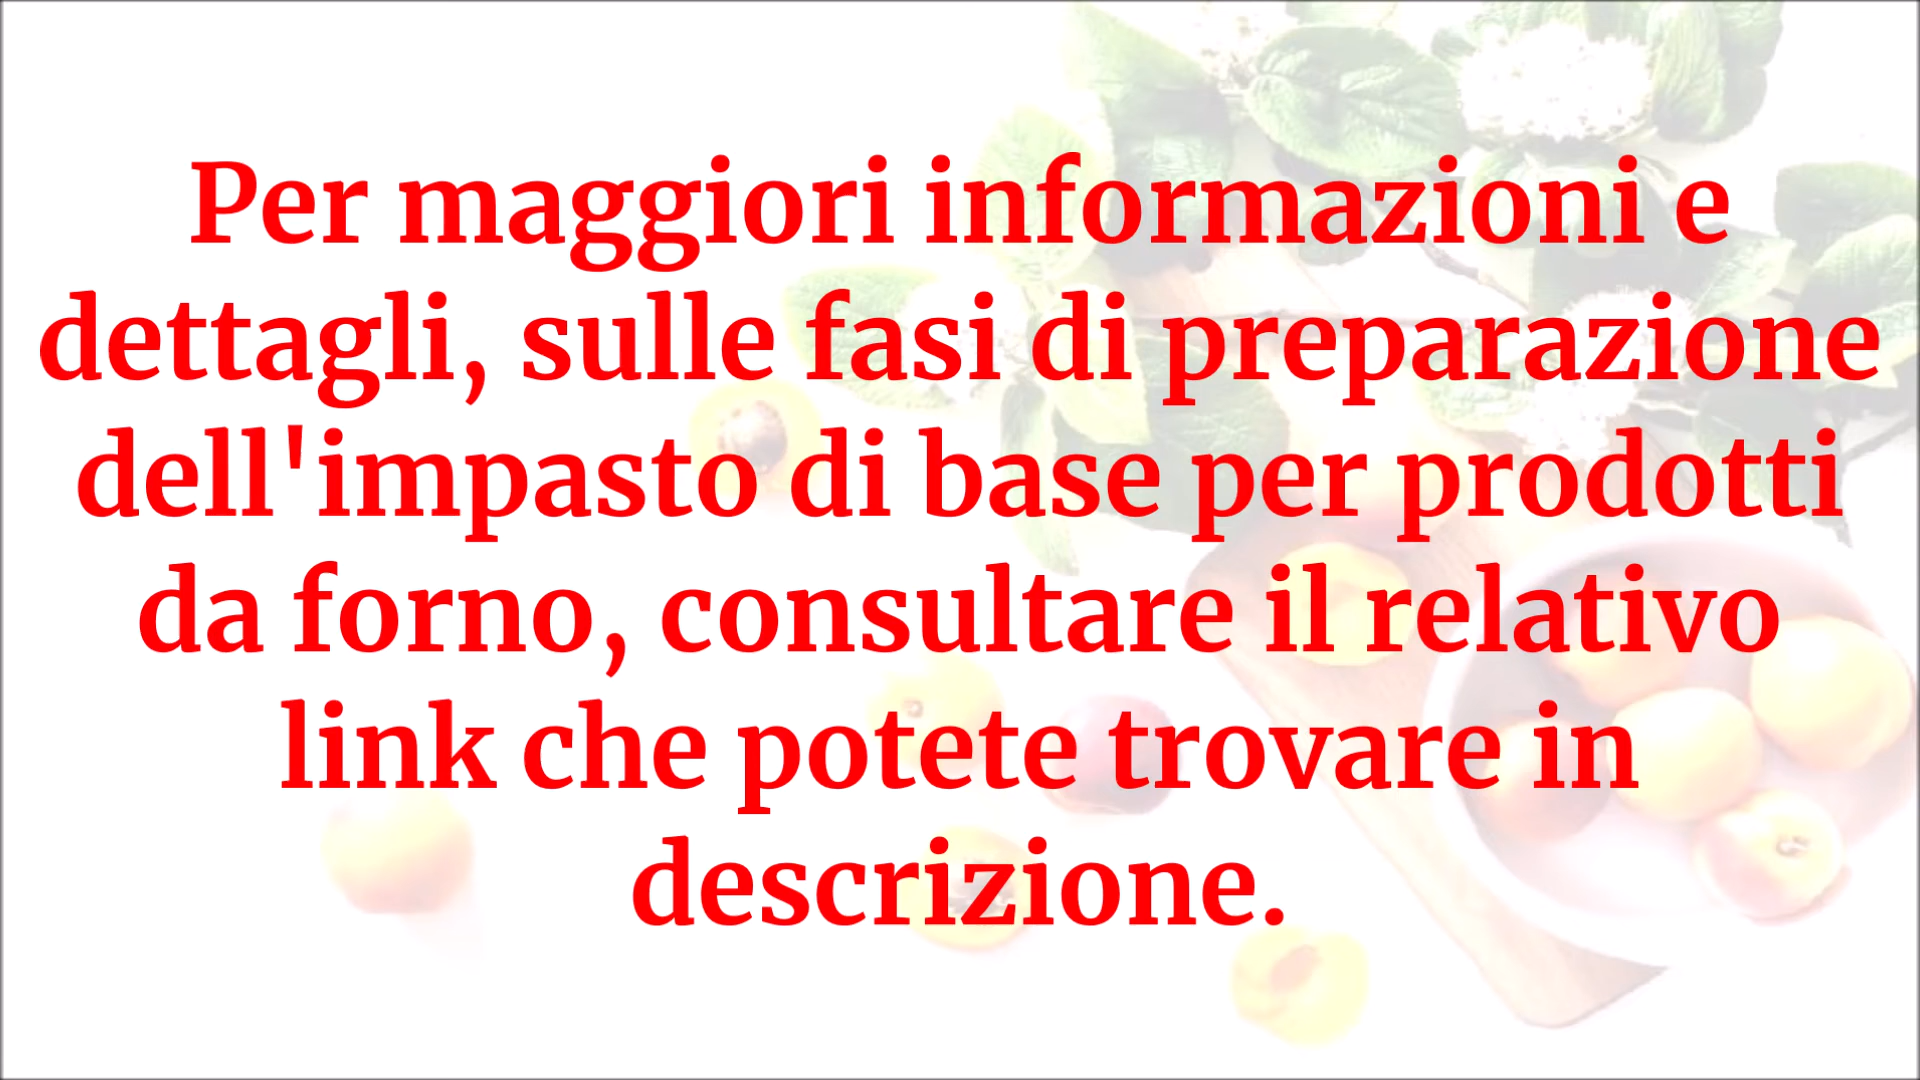 Per maggiori informazioni e
dettagli, sulle fasi di preparazione
dell'impasto di base per prodotti
da forno, consultare il relativo
link che potete trovare in
descrizione.